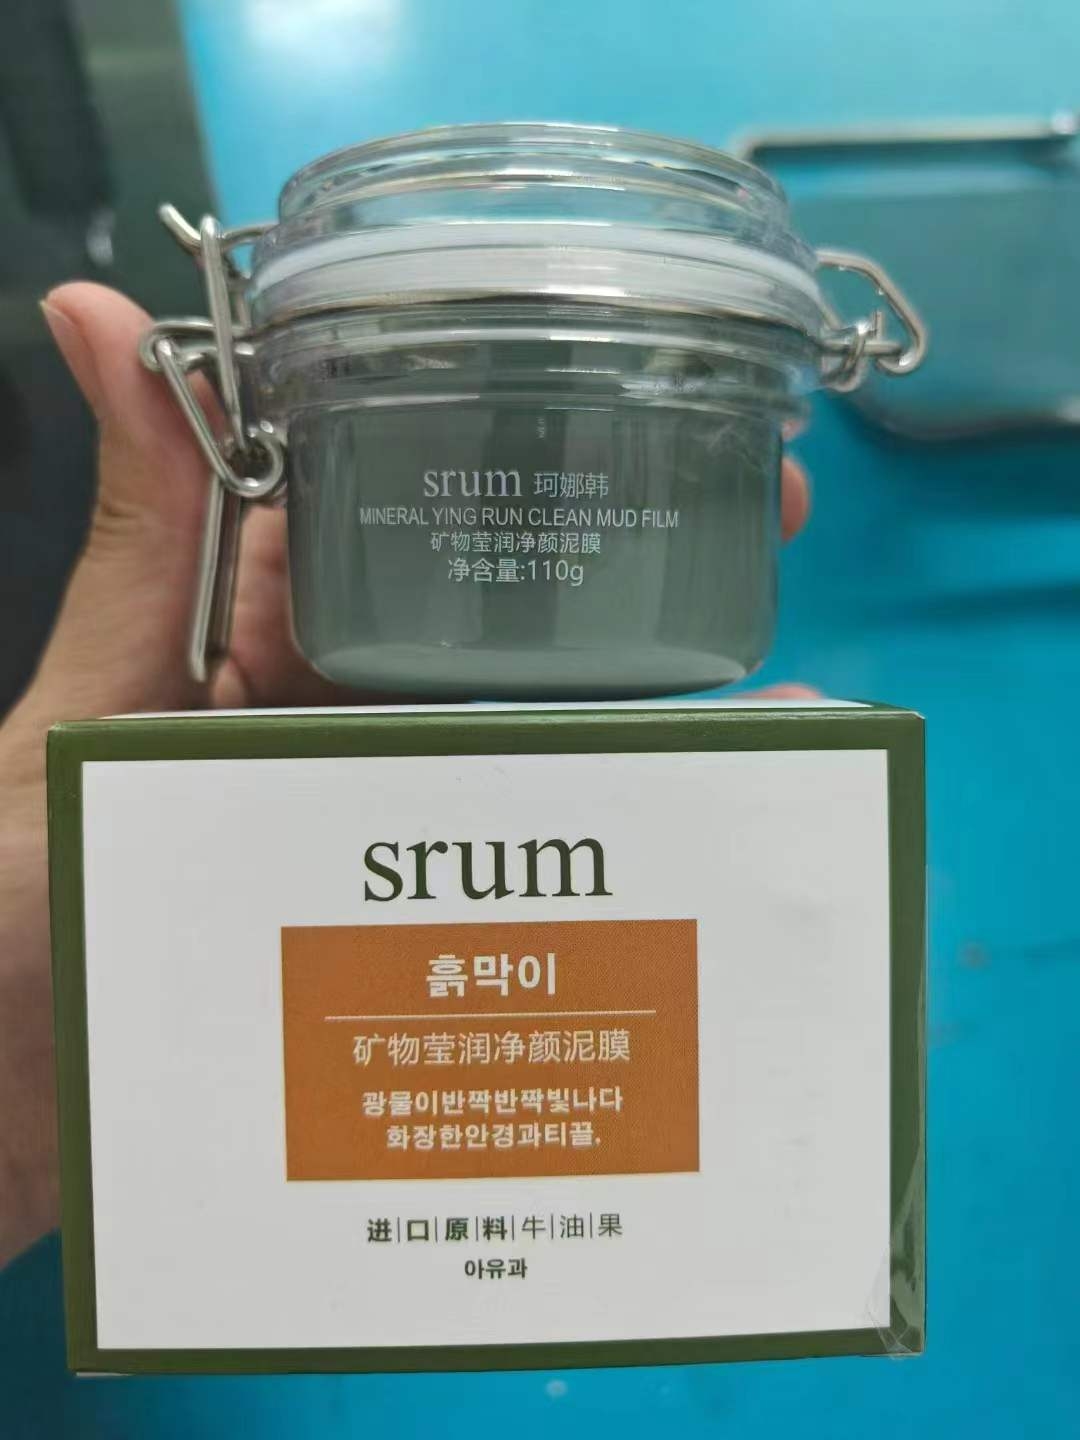 srum 珂娜韩
MINERAL YING RUN CLEAN MUD FILM
矿物莹润净颜泥膜
净含量:110g
srum
흙막이
矿物莹润净颜泥膜
광물이반짝반짝빛나다
화장한안경과티끌.
进|口|原|料|牛|油|果
아유과